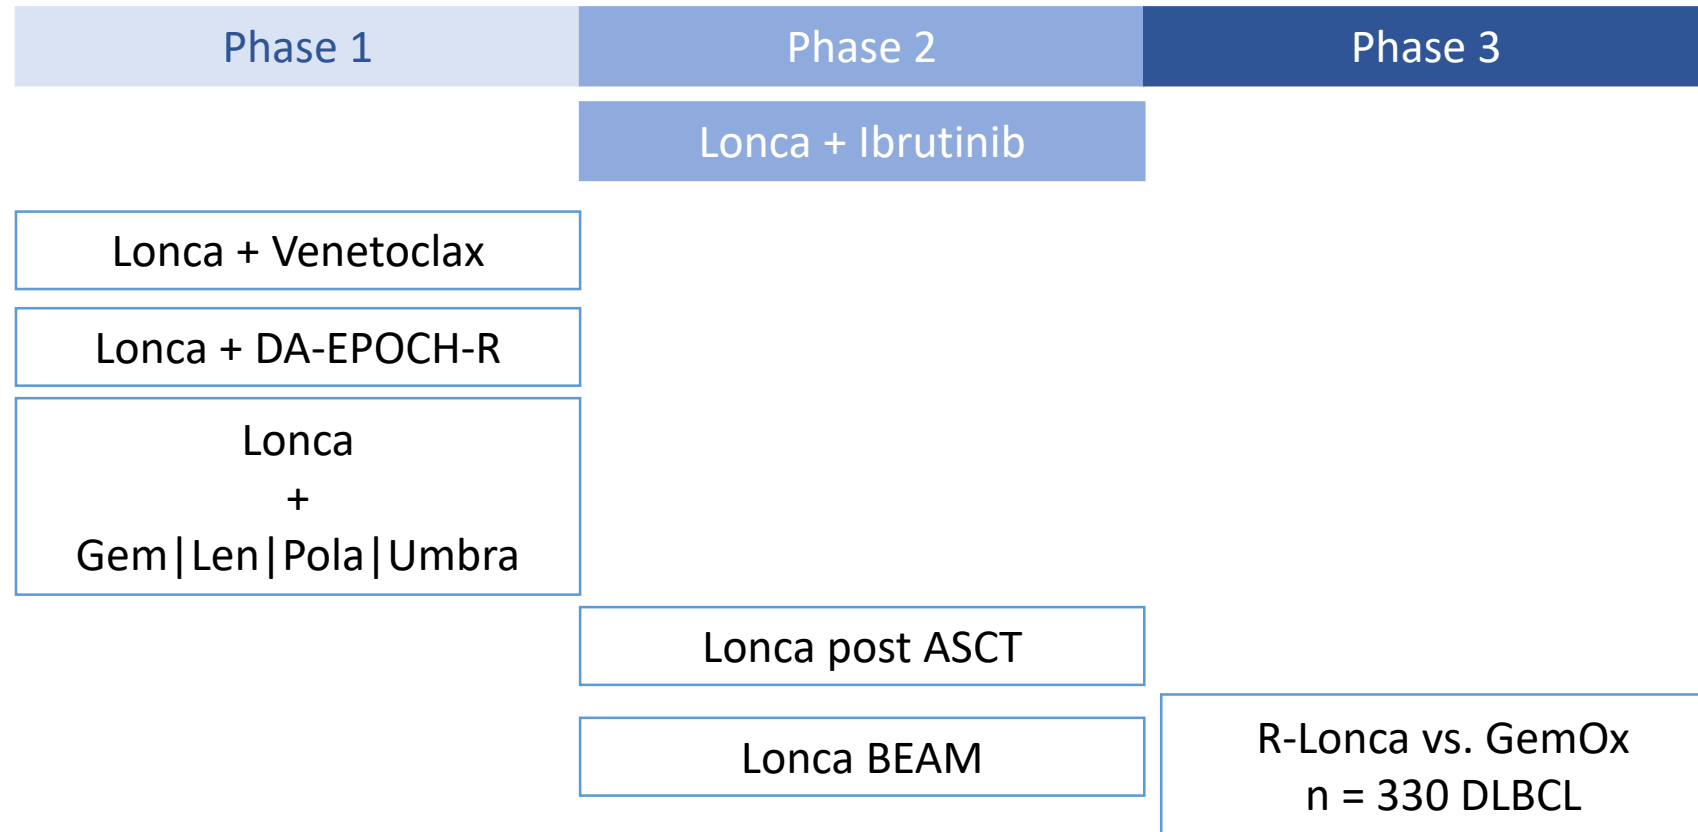 Phase 1
Phase 2
Phase 3
Lonca + Ibrutinib
Lonca + Venetoclax
Lonca + DA-EPOCH-R
Lonca
+
Gem|Len|Pola|Umbra
Lonca post ASCT
Lonca BEAM
R-Lonca vs. GemOx
n = 330 DLBCL